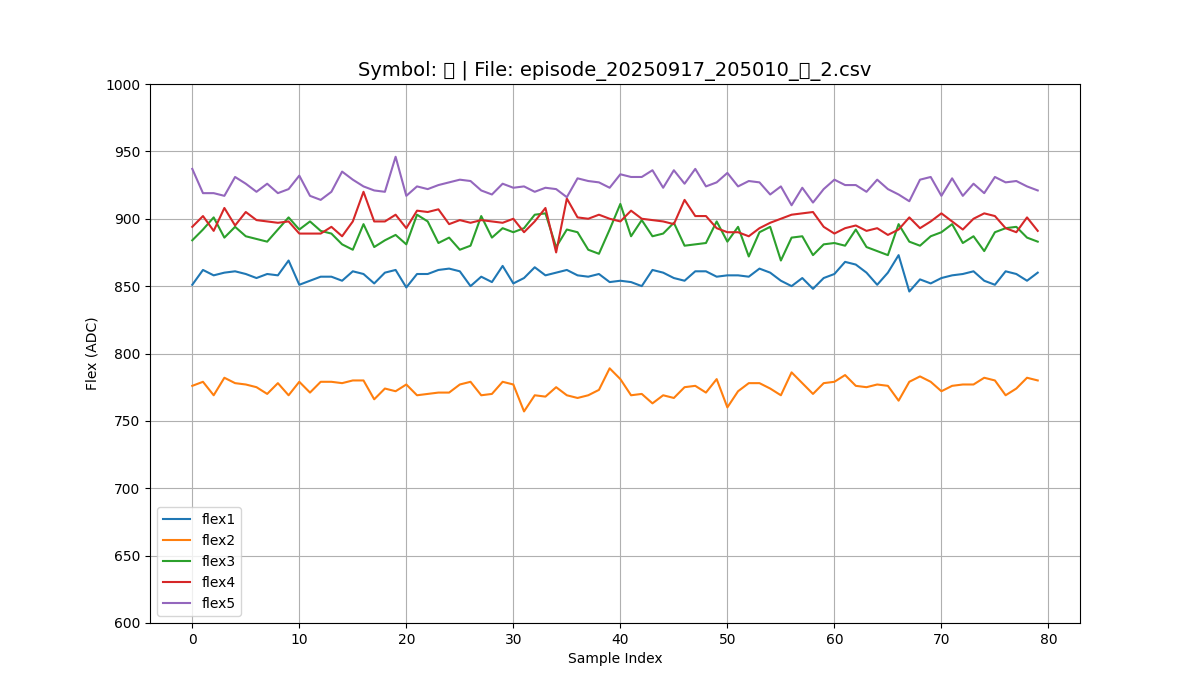 Symbol: | File: episode_20250917_205010_ _2.csv
1000
950
900
850
800
750
700
650
600
Flex (ADC)
flex1
flex2
flex3
flex4
flex5
0 10 20 30 40 50 60 70 80
Sample Index